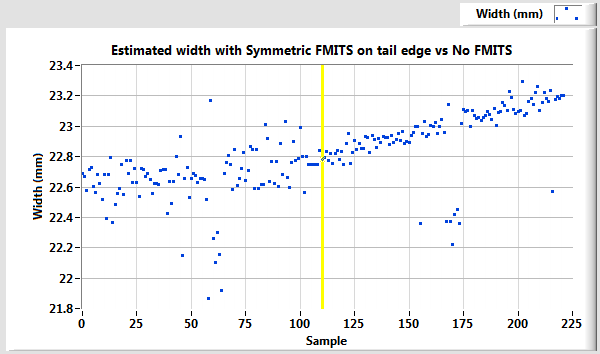 Width (mm)
Estimated width with Symmetric FMITS on tail edge vs No FMITS
Width (mm)
23.4
23.2
23
22.8
22.6
22.4
22.2
22
21.8
0 25 50 75 100 125 150 175 200 225
Sample